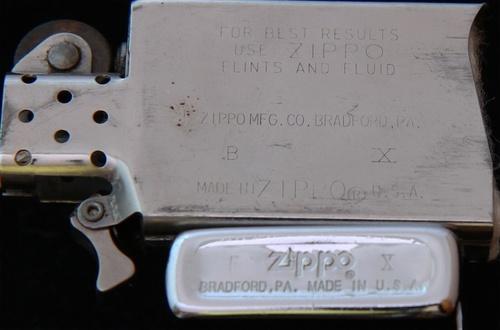 FOR BEST RESULTS
USE ZIPPO
FLINTS AND FLUID
ZIPPO MFG. CO. BRADFORD, PA.
B X
MADE IN ZIPPO ® U.S.A.
Zippo ® X
BRADFORD, PA. MADE IN U.S.A.